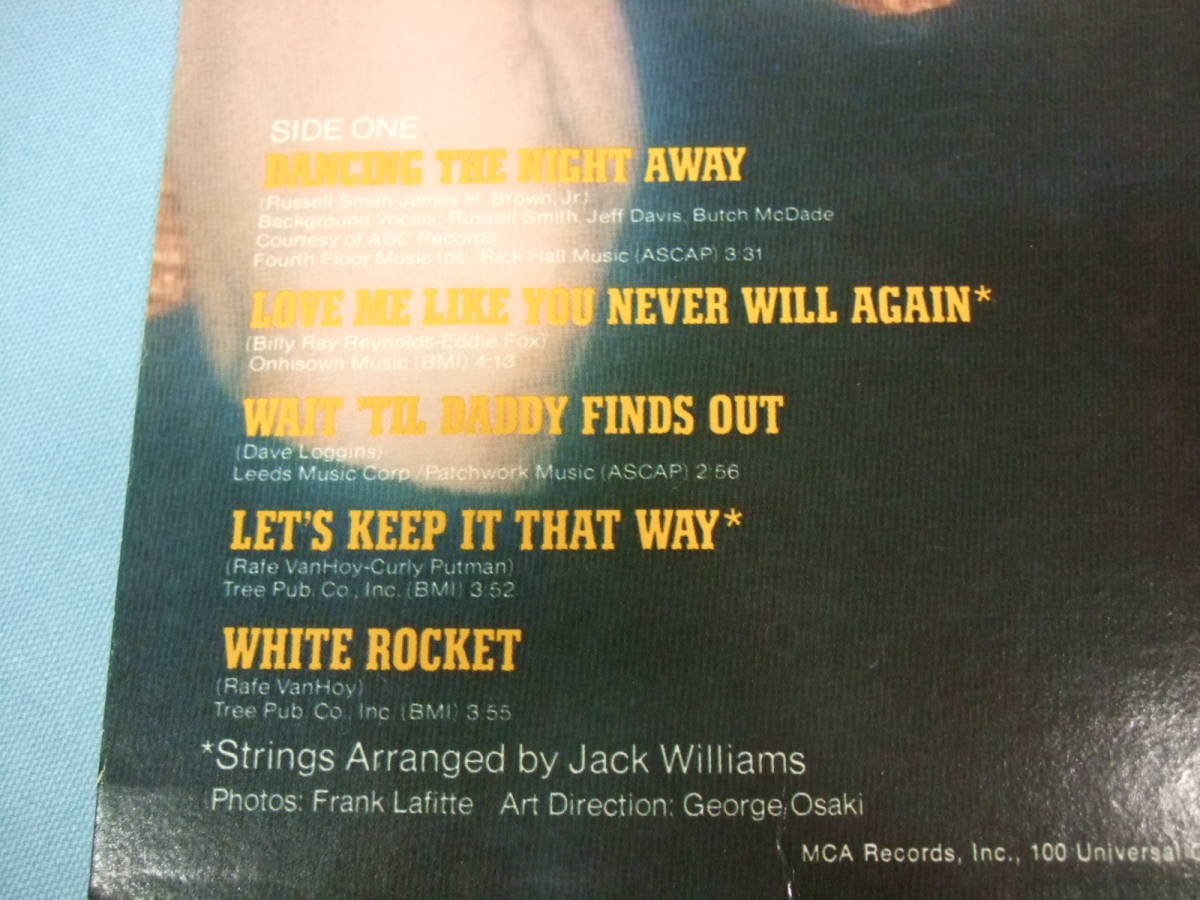 SIDE ONE
DANCING THE NIGHT AWAY
(Russell Smith-James H. Brown, Jr)
Background Vocals: Russell Smith, Jeff Davis, Butch McDade
Courtesy of ABC Records
Fourth Floor Music Inc./Rick Hall Music (ASCAP) 3:31
LOVE ME LIKE YOU NEVER WILL AGAIN*
(Billy Ray Reynolds-Eddie Fox)
Onhisown Music (BMI) 4:13
WAIT 'TIL DADDY FINDS OUT
(Dave Loggins)
Leeds Music Corp./Patchwork Music (ASCAP) 2:56
LET'S KEEP IT THAT WAY*
(Rafe VanHoy-Curly Putman)
Tree Pub. Co., Inc. (BMI) 3:52
WHITE ROCKET
(Rafe VanHoy)
Tree Pub. Co., Inc. (BMI) 3:55
*Strings Arranged by Jack Williams
Photos: Frank Lafitte Art Direction: George Osaki
MCA Records, Inc., 100 Universal